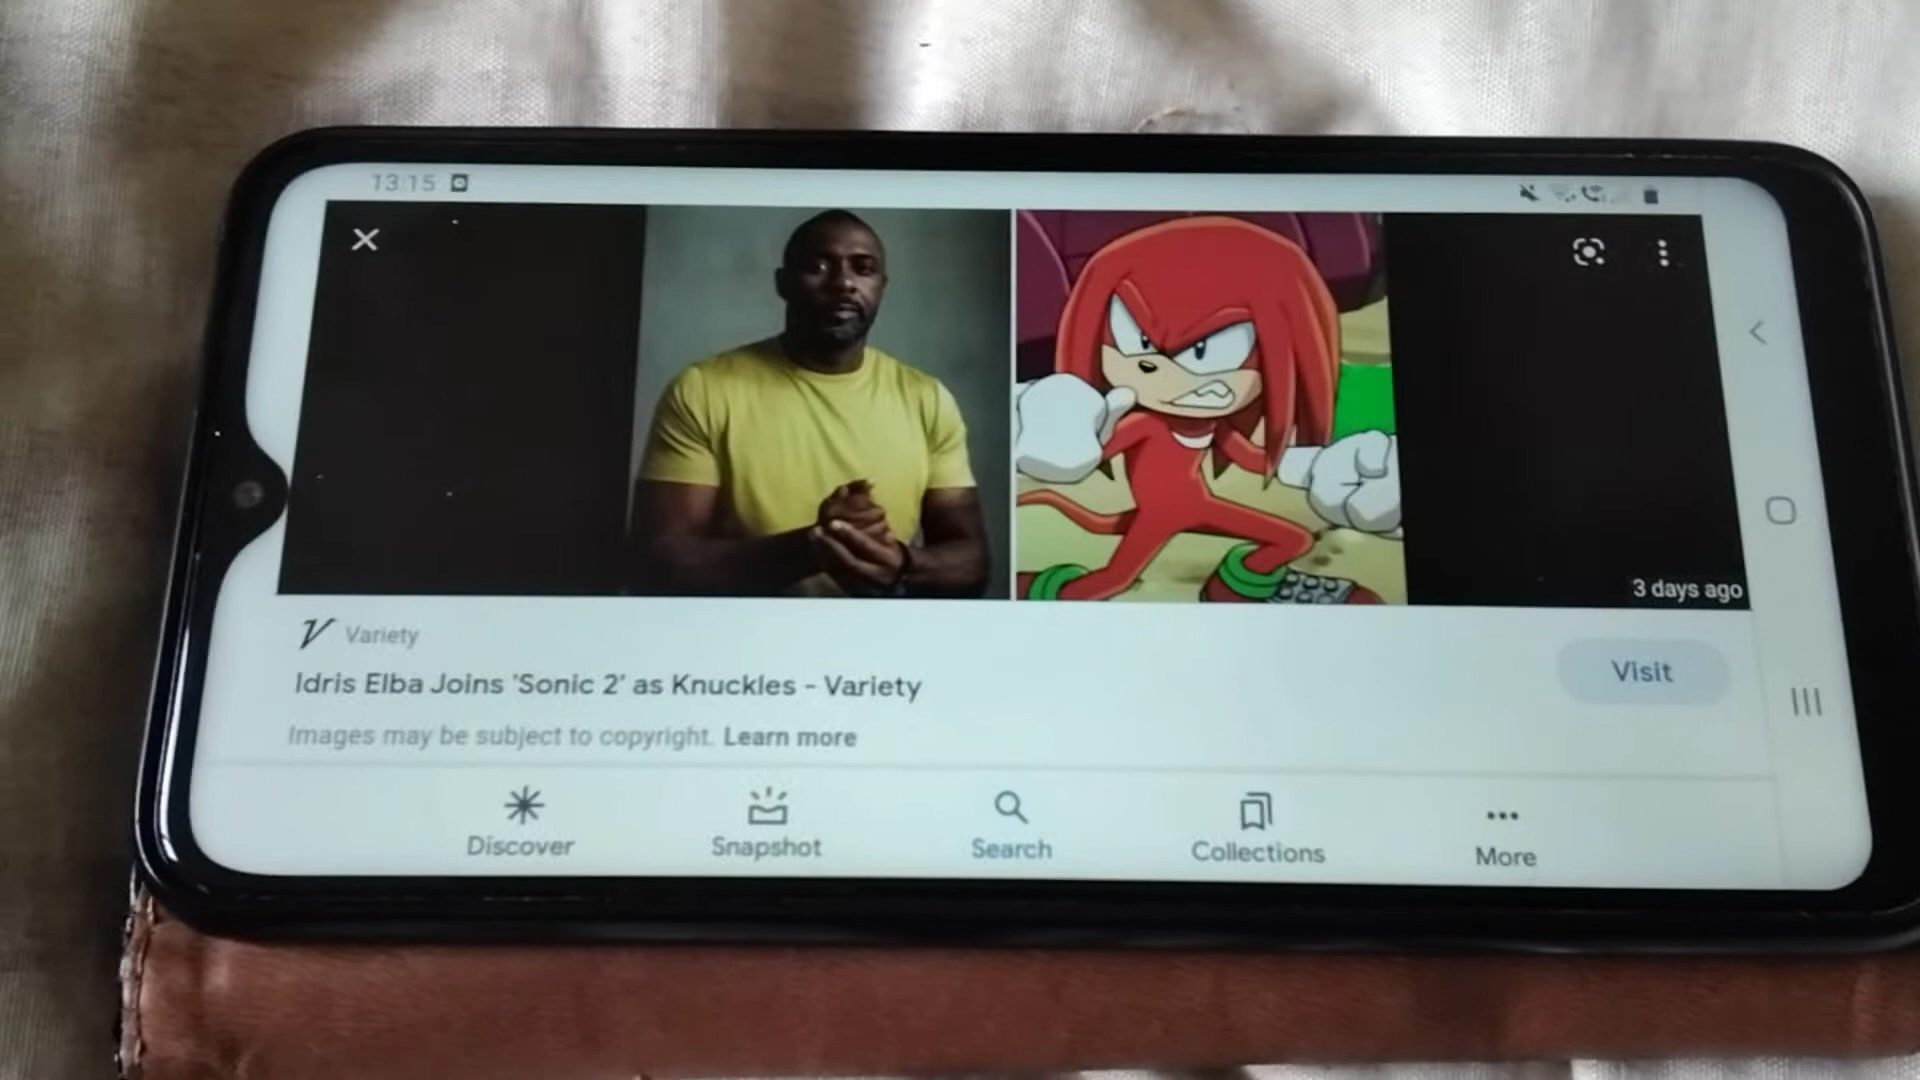 13:15
3 days ago
V Variety
Idris Elba Joins 'Sonic 2' as Knuckles - Variety
Visit
Images may be subject to copyright. Learn more
Discover
Snapshot
Search
Collections
More